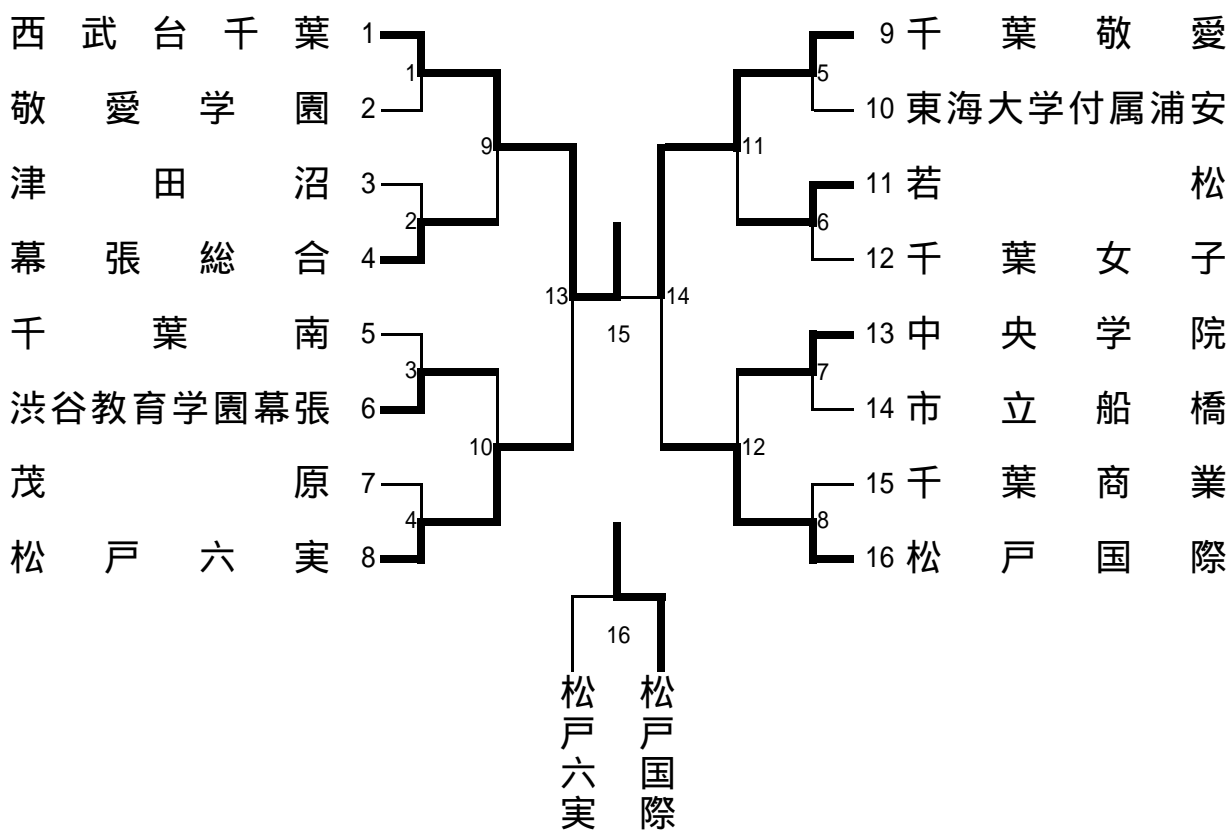 西武台千葉 1
敬愛学園 2
津田沼 3
幕張総合 4
千葉南 5
渋谷教育学園幕張 6
茂原 7
松戸六実 8
1
2
3
4
9
10
13
15
14
11
12
5
6
7
8
9 千葉敬愛
10 東海大学付属浦安
11 若松
12 千葉女子
13 中央学院
14 市立船橋
15 千葉商業
16 松戸国際
16
松戸六実
松戸国際